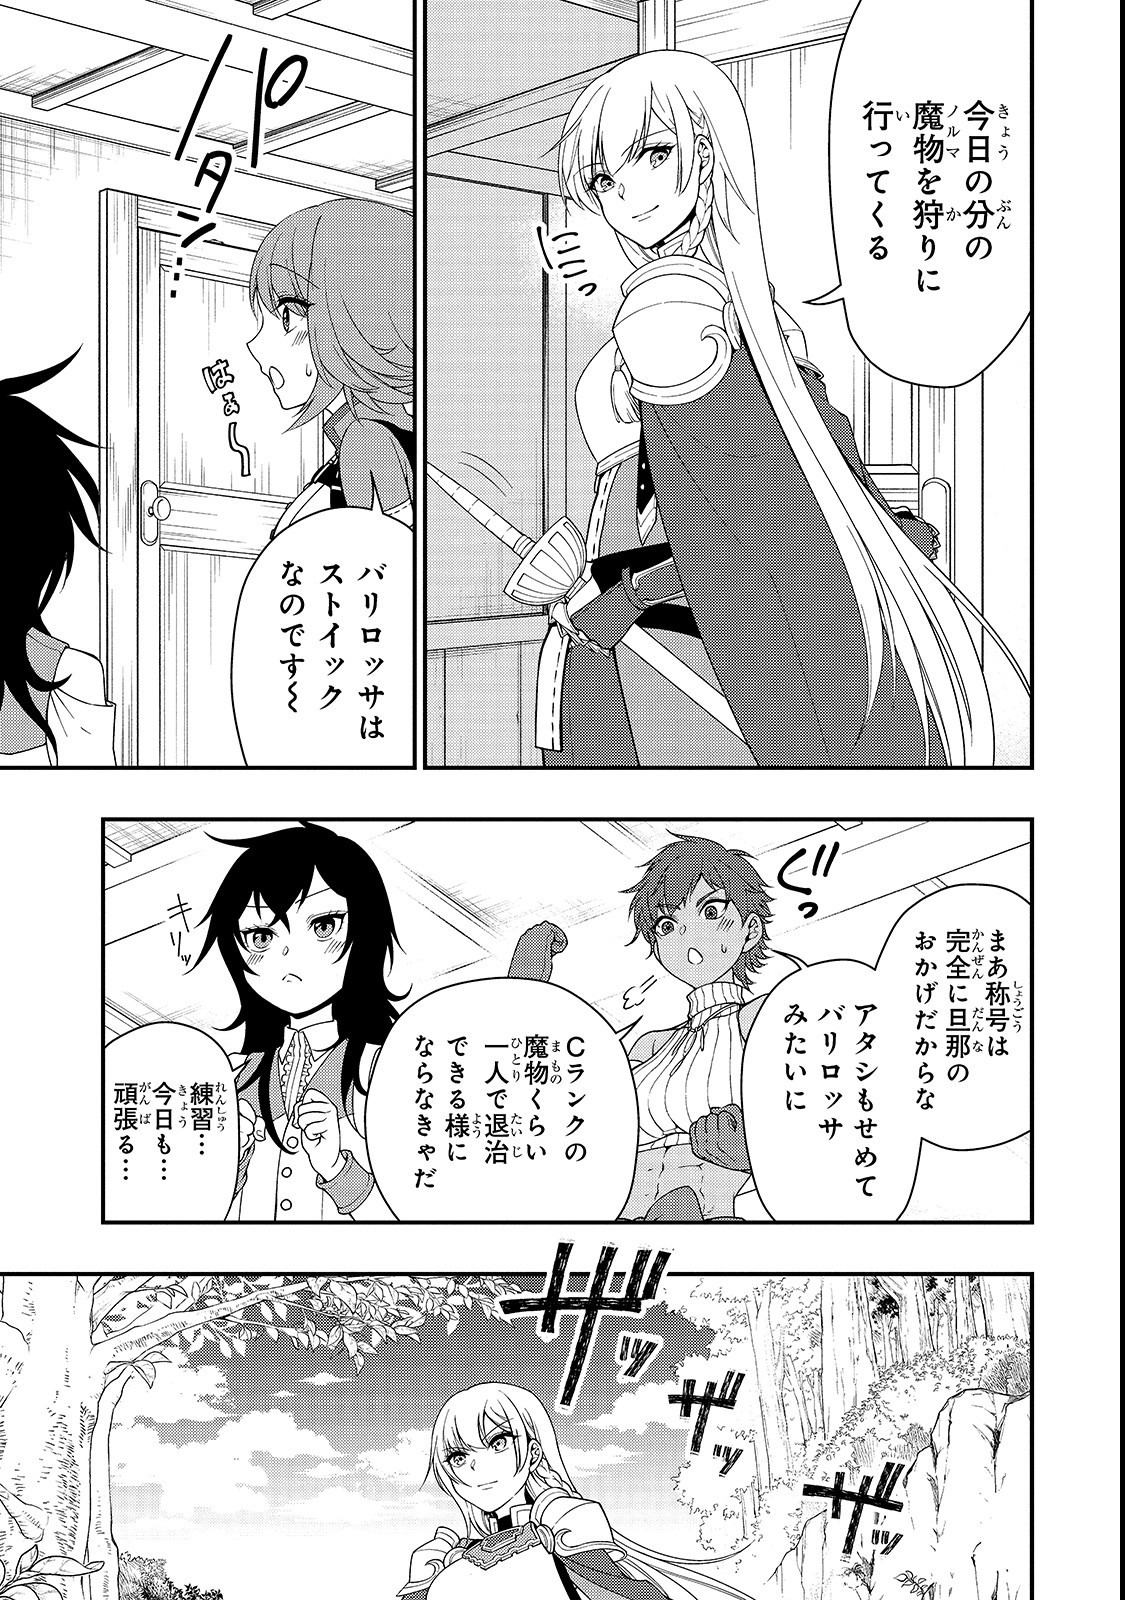 今日の分の
魔物を狩りに
行ってくる
ニコニコっ
パタン…
はぁ〜
バリロッサは
ストイック
なのです〜
まあ称号は
完全に旦那の
おかげだからな
アタシもせめて
バリロッサ
みたいに
ぐっ
Cランクの
魔物くらい
一人で退治
できる様に
ならなきゃだ
キリッ
練習…
今日も…
頑張る…
ザッ
ザッ
ザッ